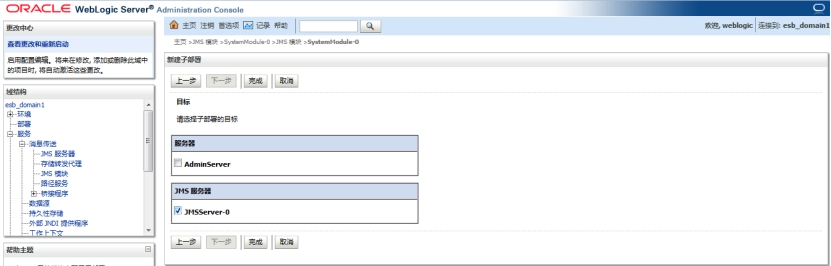 ORACLE WebLogic Server® Administration Console
更改中心
查看更改和重新启动
启用配置编辑。将来在修改, 添加或删除此域中的项目时, 将自动激活这些更改。
域结构
esb_domain1
环境
部署
服务
消息传送
JMS 服务器
存储转发代理
JMS 模块
路径服务
桥接程序
数据源
持久性存储
外部 JNDI 提供程序
工作上下文
帮助主题
主页 注销 首选项 记录 帮助
欢迎, weblogic 连接到: esb_domain1
主页 >JMS 模块 >SystemModule-0 >JMS 模块 >SystemModule-0
新建子部署
上一步 下一步 完成 取消
目标
请选择子部署的目标
服务器
AdminServer
JMS 服务器
JMSServer-0
上一步 下一步 完成 取消